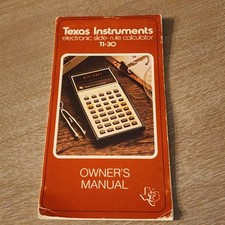 Texas Instruments
electronic slide-rule calculator
TI-30
OWNER'S
MANUAL